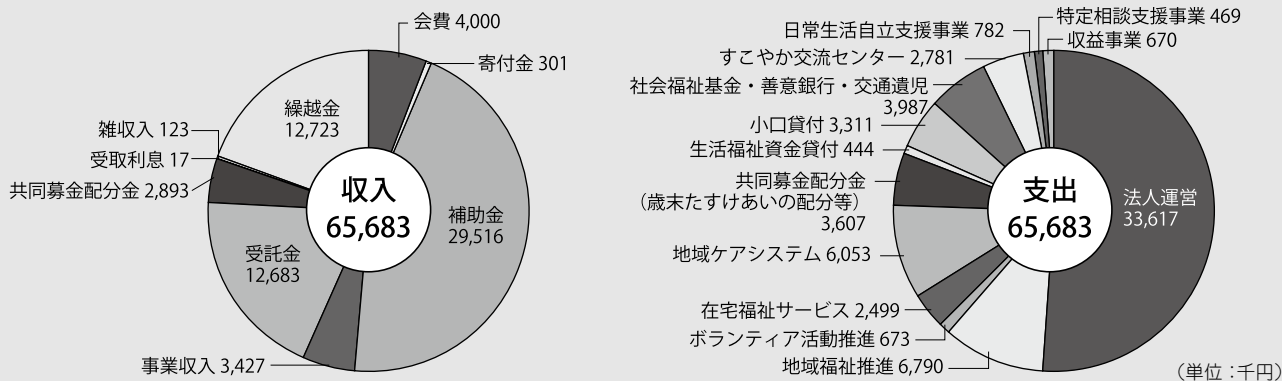 会費 4,000
寄付金 301
補助金
29,516
事業収入 3,427
受託金
12,683
共同募金配分金 2,893
受取利息 17
雑収入 123
繰越金
12,723
収入
65,683
法人運営
33,617
地域福祉推進 6,790
ボランティア活動推進 673
在宅福祉サービス 2,499
地域ケアシステム 6,053
共同募金配分金
（歳末たすけあいの配分等）
3,607
生活福祉資金貸付 444
小口貸付 3,311
社会福祉基金・善意銀行・交通遺児
3,987
すこやか交流センター 2,781
日常生活自立支援事業 782
特定相談支援事業 469
収益事業 670
支出
65,683
（単位：千円）